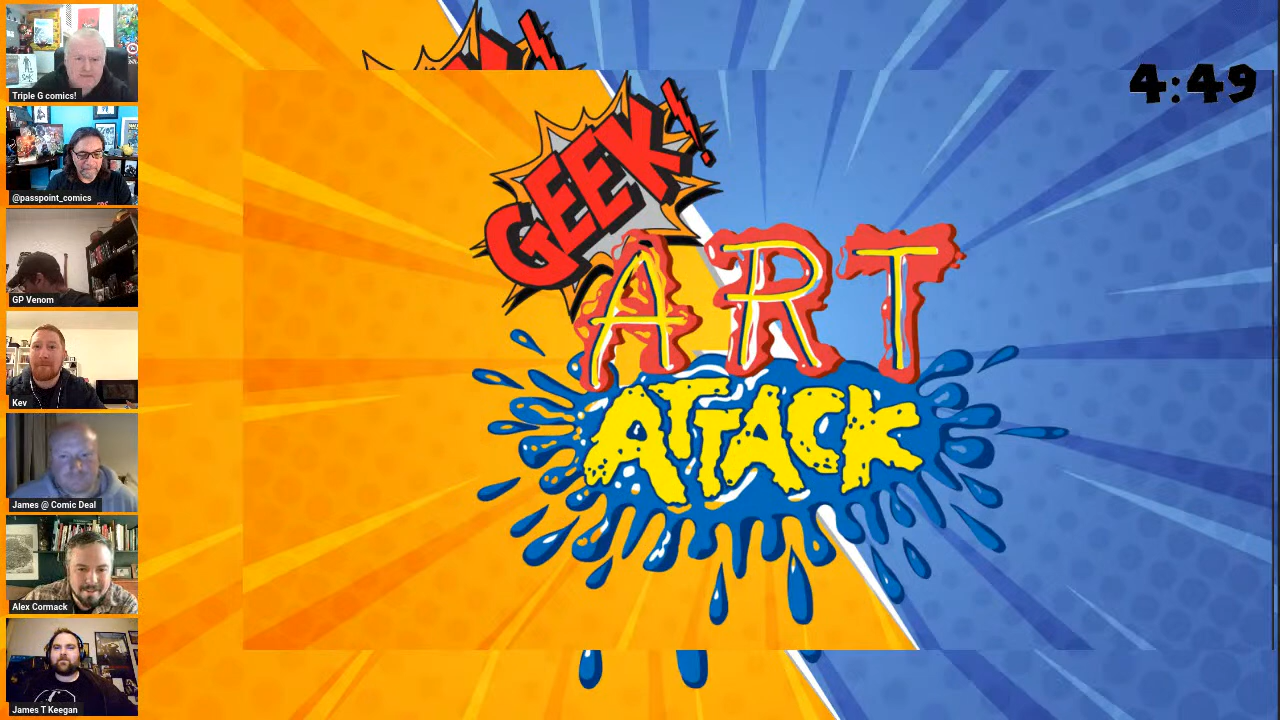 Triple G comics!
@passpoint_comics
GP Venom
Kev
James @ Comic Deal
Alex Cormack
James T Keegan
4:49
GEEK!
ART
ATTACK